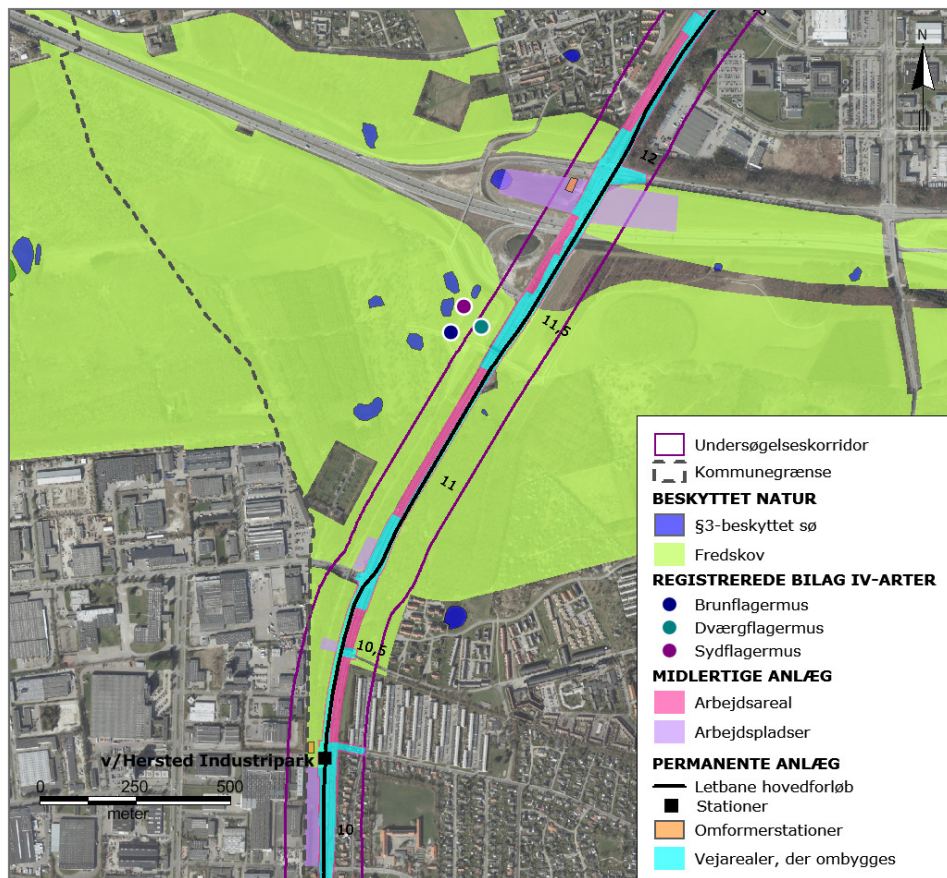 N
12
11,5
11
10,5
v/Hersted Industripark
0 250 500
meter
10
Undersøgelseskorridor
Kommunegrænse
BESKYTTET NATUR
§3-beskyttet sø
Fredskov
REGISTREREDE BILAG IV-ARTER
Brunflagermus
Dværgflagermus
Sydflagermus
MIDLERTIGE ANLÆG
Arbejdsareal
Arbejdspladser
PERMANENTE ANLÆG
Letbane hovedforløb
Stationer
Omformerstationer
Vejarealer, der ombygges